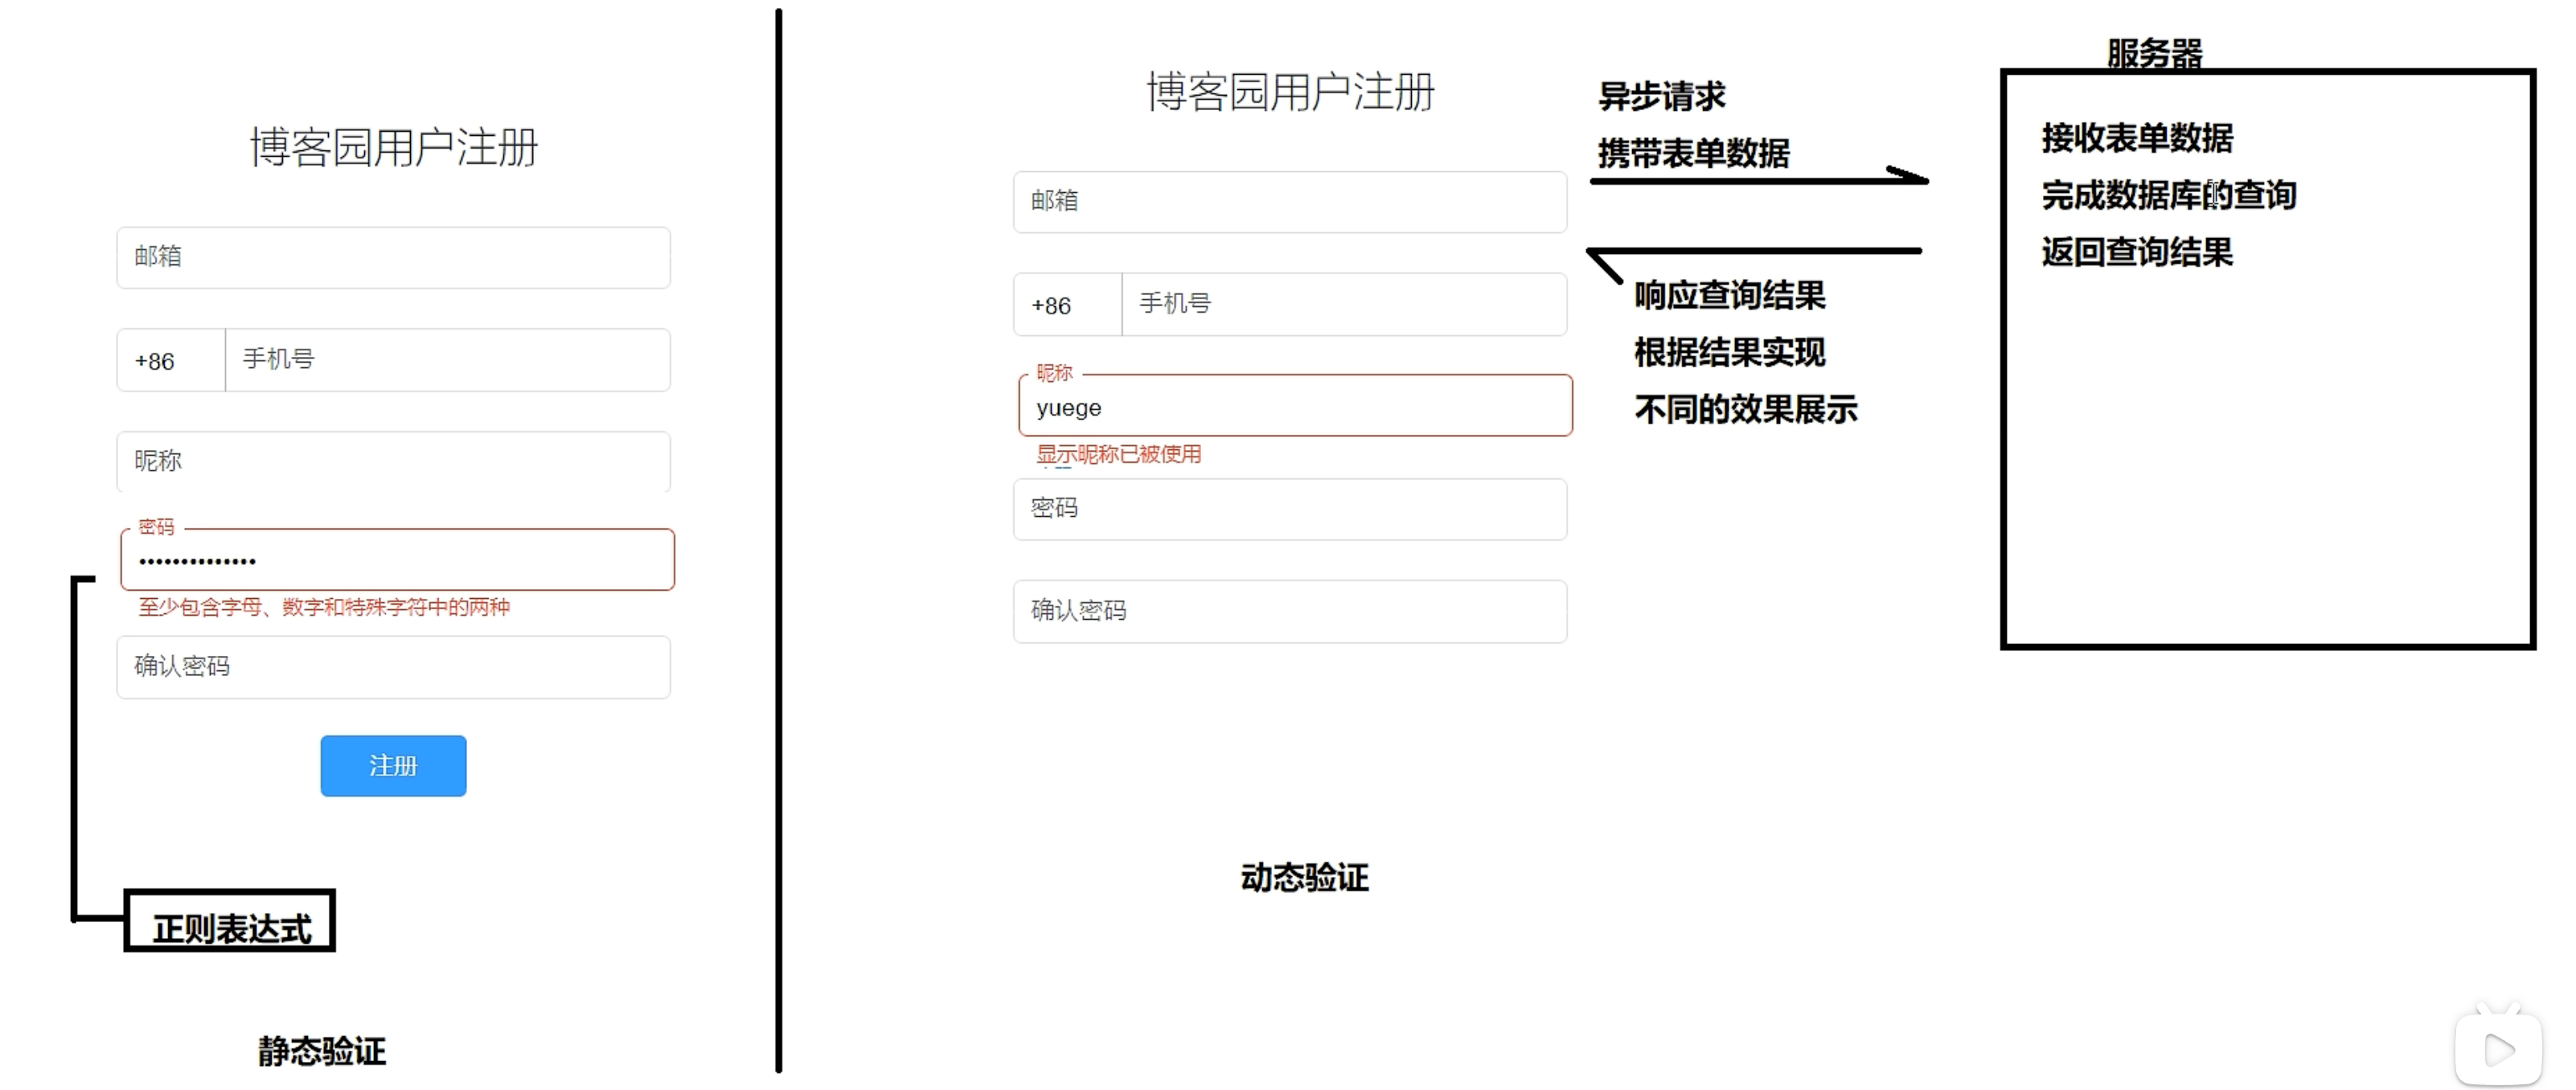 博客园用户注册
邮箱
+86 手机号
昵称
密码
••••••••••••••
至少包含字母、数字和特殊字符中的两种
确认密码
注册
正则表达式
静态验证
博客园用户注册
邮箱
+86 手机号
昵称
yuege
显示昵称已被使用
密码
确认密码
动态验证
异步请求
携带表单数据
响应查询结果
根据结果实现
不同的效果展示
服务器
接收表单数据
完成数据库的查询
返回查询结果